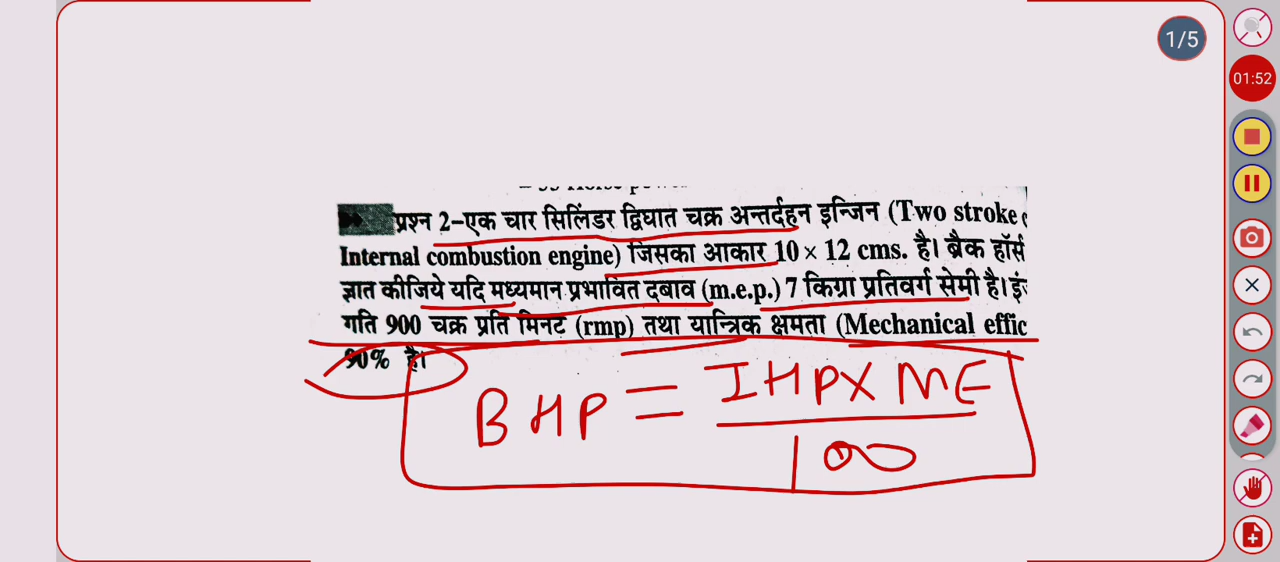 1/5
01:52
प्रश्न 2–एक चार सिलिंडर द्विघात चक्र अन्तर्दहन इन्जिन (Two stroke
Internal combustion engine) जिसका आकार 10 × 12 cms. है। ब्रैक हॉर्स
ज्ञात कीजिये यदि मध्यमान प्रभावित दबाव (m.e.p.) 7 किग्रा प्रतिवर्ग सेमी है।
गति 900 चक्र प्रति मिनट (rmp) तथा यान्त्रिक क्षमता (Mechanical effic
90% है।
BHP = IHP X ME
100